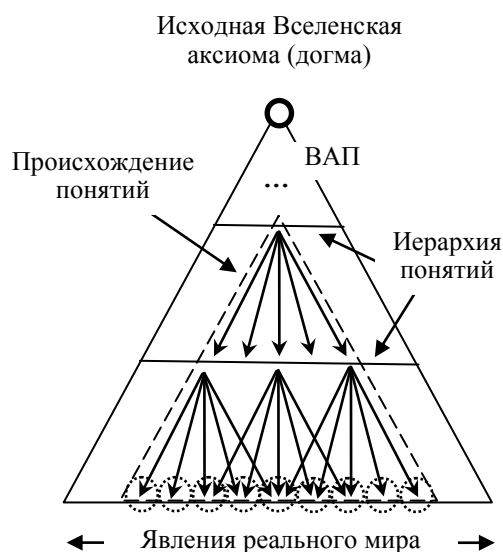 Исходная Вселенская
аксиома (догма)
Происхождение
понятий
ВАП
...
Иерархия
понятий
Явления реального мира